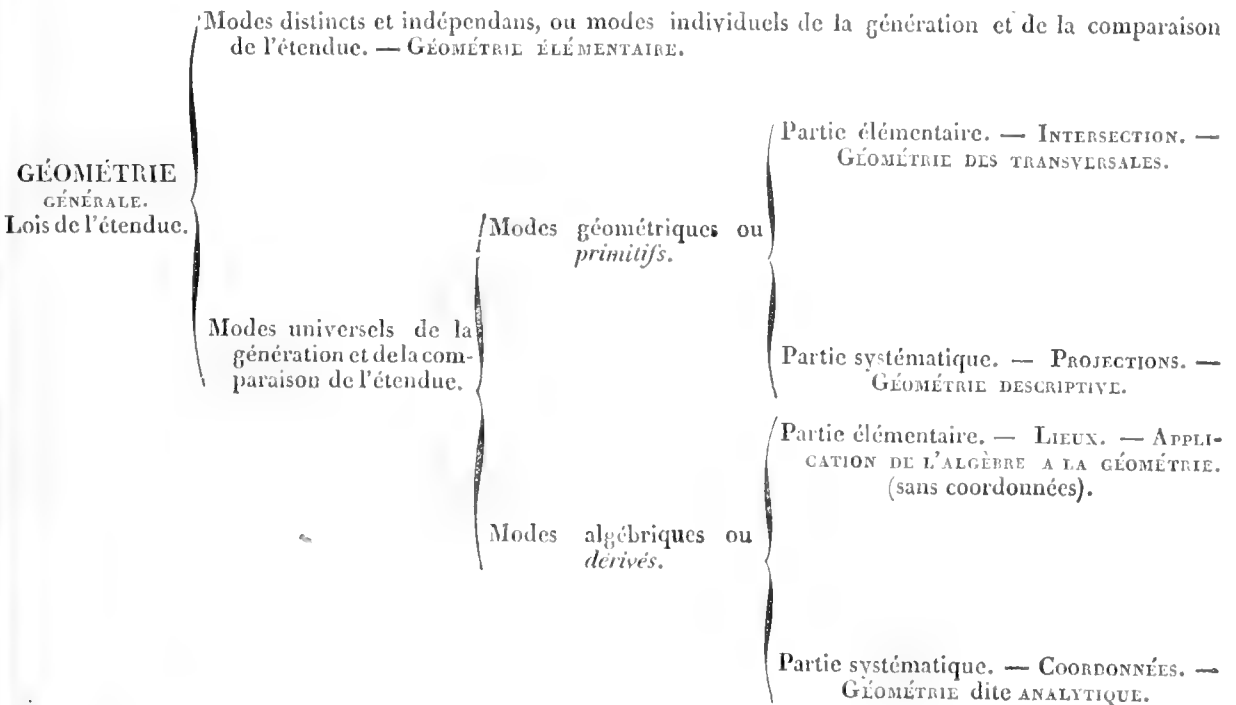 Modes distincts et indépendans, ou modes individuels de la génération et de la comparaison
de l'étendue. — GÉOMÉTRIE ÉLÉMENTAIRE.
GÉOMÉTRIE
GÉNÉRALE.
Lois de l'étendue.
Modes universels de la
génération et de la com-
paraison de l'étendue.
Modes géométriques ou
primitifs.
Partie élémentaire. — INTERSECTION. —
GÉOMÉTRIE DES TRANSVERSALES.
Partie systématique. — PROJECTIONS. —
GÉOMÉTRIE DESCRIPTIVE.
Modes algébriques ou
dérivés.
Partie élémentaire. — LIEUX. — APPLI-
CATION DE L'ALGÈBRE A LA GÉOMÉTRIE.
(sans coordonnées).
Partie systématique. — COORDONNÉES. —
GÉOMÉTRIE dite ANALYTIQUE.